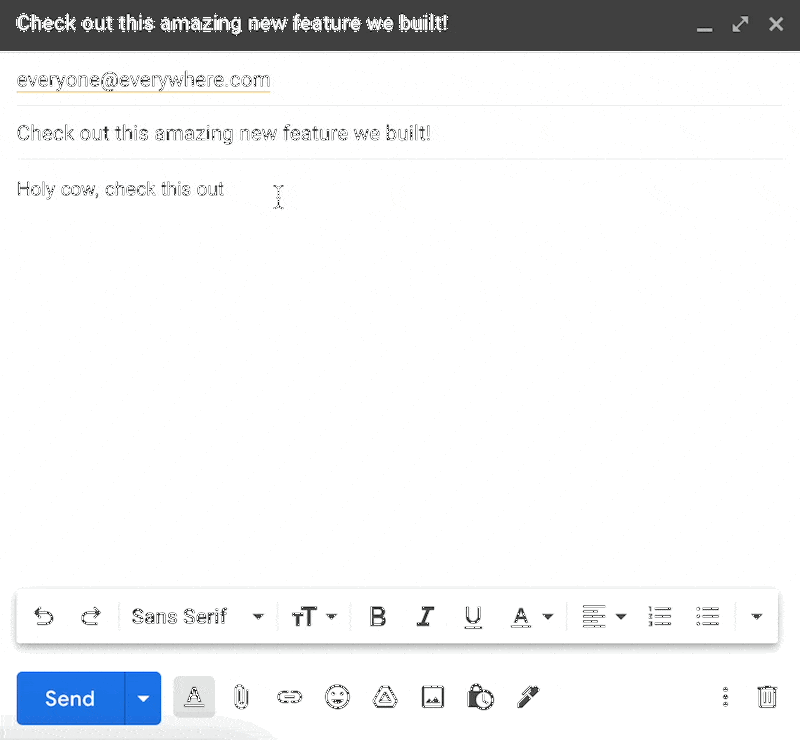 Check out this amazing new feature we built!
everyone@everywhere.com
Check out this amazing new feature we built!
Holy cow, check this out
Sans Serif
Send